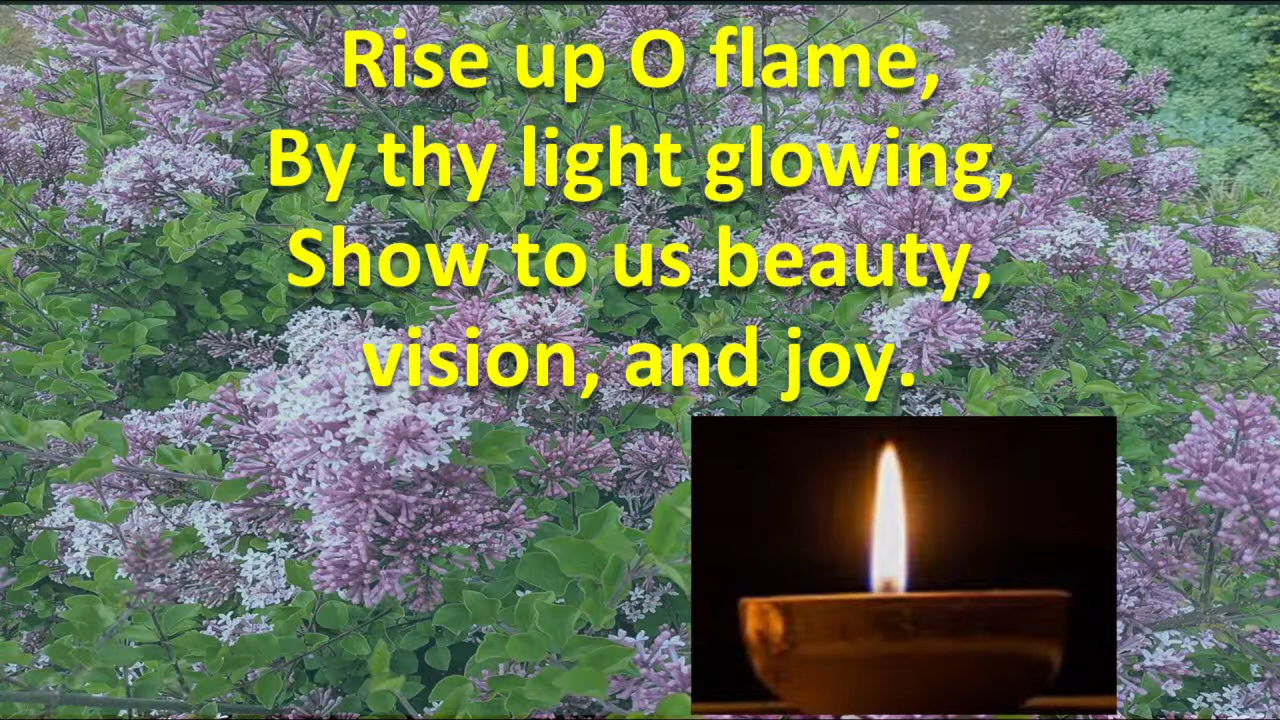 Rise up O flame,
By thy light glowing,
Show to us beauty,
vision, and joy.